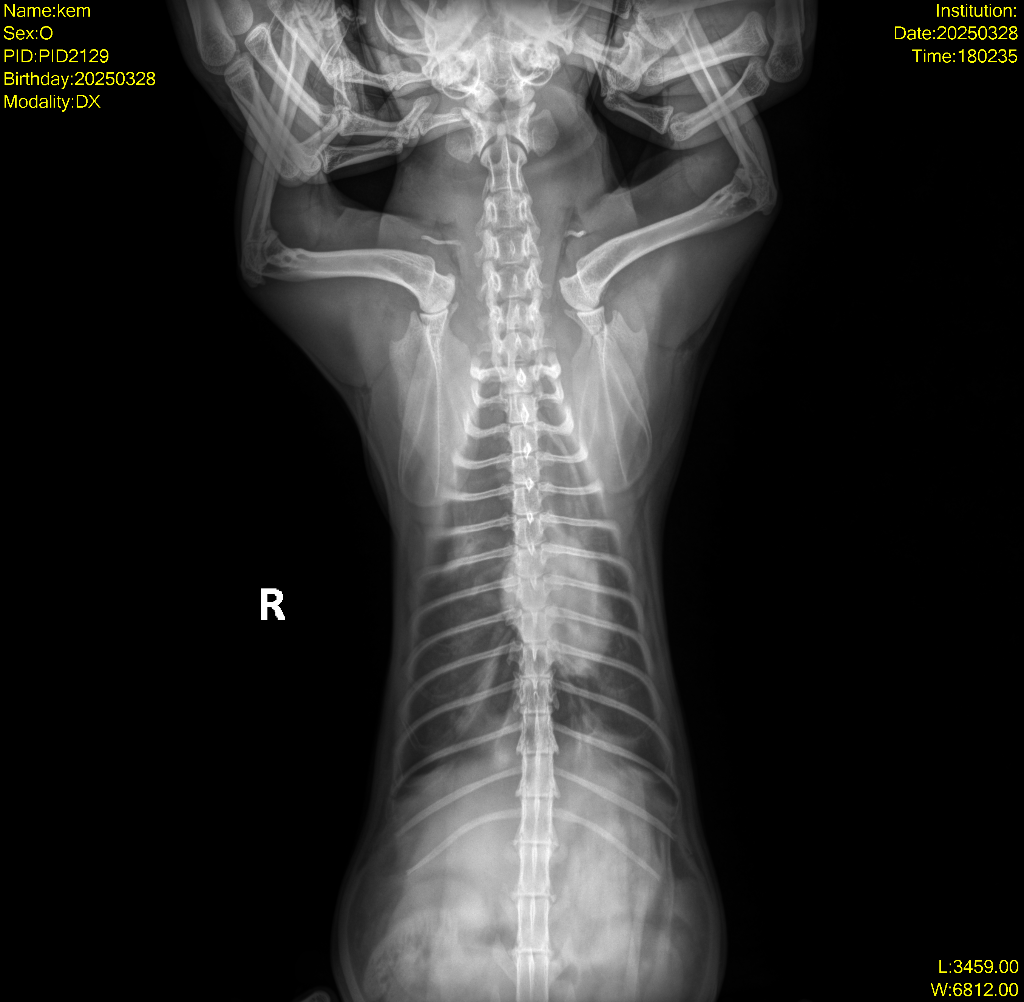 Name:kem
Sex:O
PID:PID2129
Birthday:20250328
Modality:DX
Institution:
Date:20250328
Time:180235
R
L:3459.00
W:6812.00